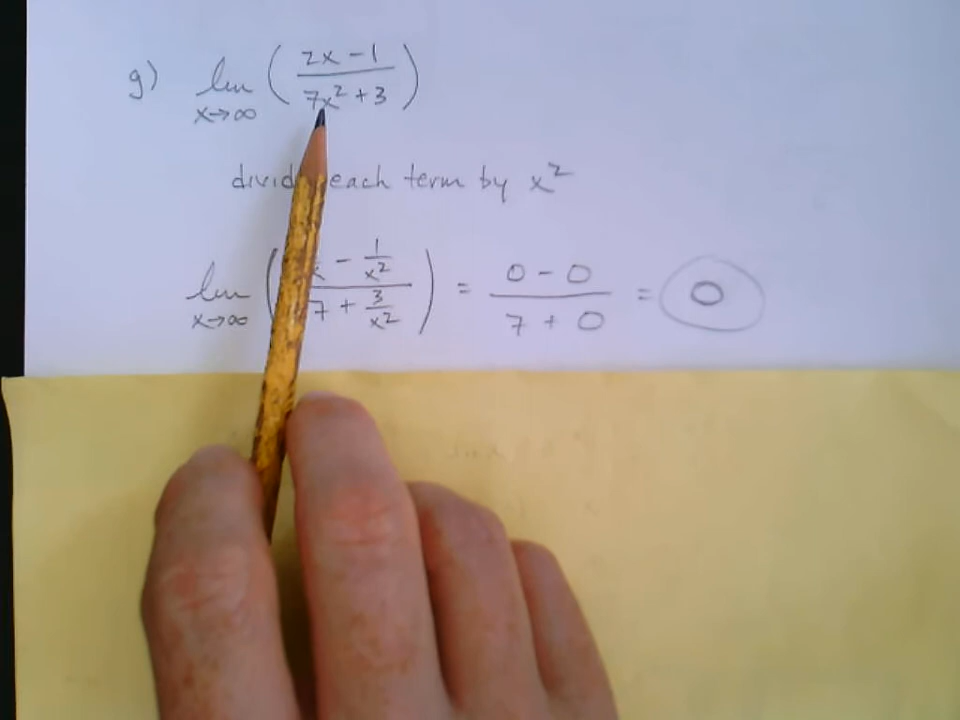 g) lim x→∞ ( 2x - 1 / 7x² + 3 )
divide each term by x²
lim x→∞ ( x - 1/x² / 7 + 3/x² ) = 0 - 0 / 7 + 0 = 0